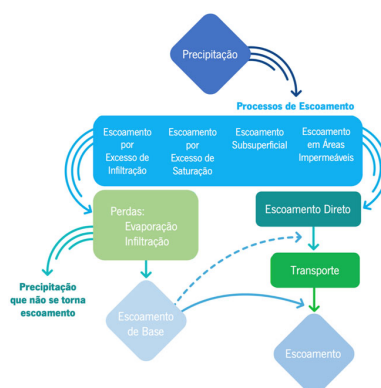 Precipitação
Processos de Escoamento
Escoamento
por
Excesso de
Infiltração
Escoamento
por
Excesso de
Saturação
Escoamento
Subsuperficial
Escoamento
em Áreas
Impermeáveis
Perdas:
Evaporação
Infiltração
Escoamento Direto
Precipitação
que não se torna
escoamento
Transporte
Escoamento
de Base
Escoamento